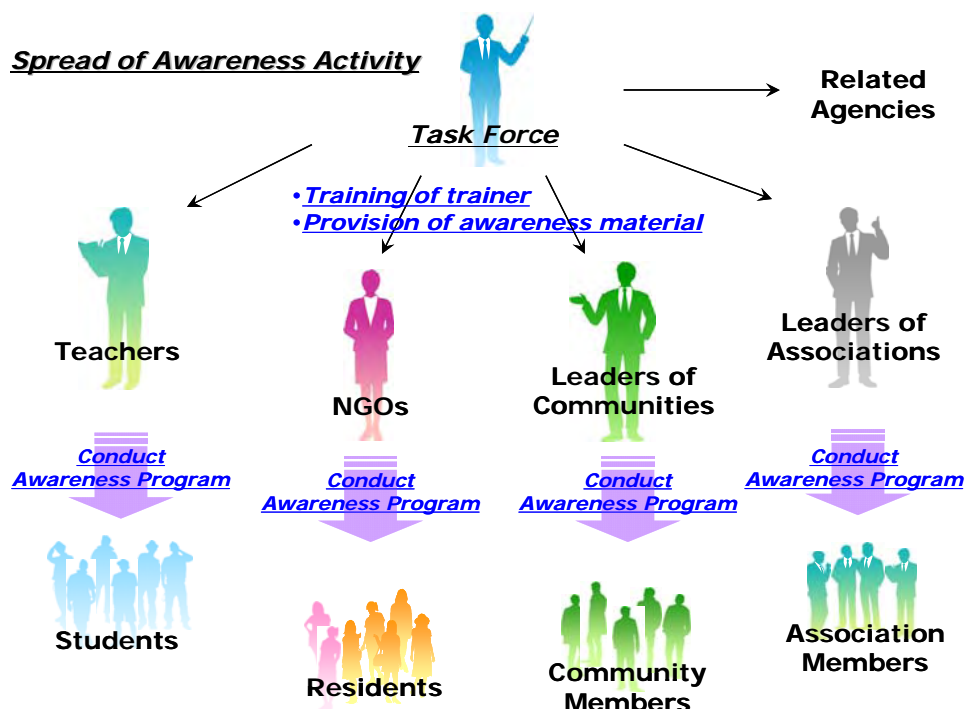 Spread of Awareness Activity
Task Force
Related
Agencies
•Training of trainer
•Provision of awareness material
Teachers
NGOs
Leaders of
Communities
Leaders of
Associations
Conduct
Awareness Program
Conduct
Awareness Program
Conduct
Awareness Program
Conduct
Awareness Program
Students
Residents
Community
Members
Association
Members